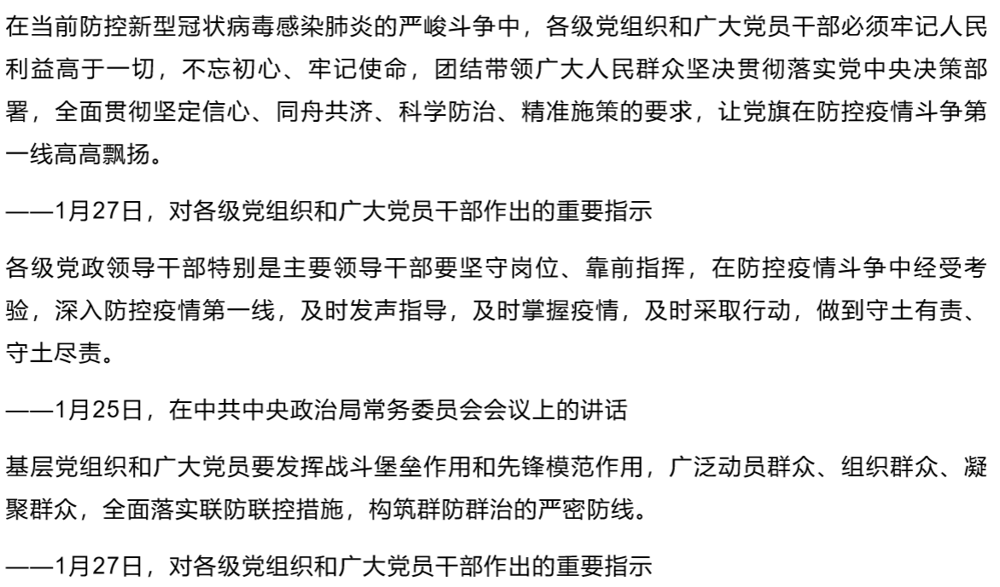 在当前防控新型冠状病毒感染肺炎的严峻斗争中，各级党组织和广大党员干部必须牢记人民
利益高于一切，不忘初心、牢记使命，团结带领广大人民群众坚决贯彻落实党中央决策部
署，全面贯彻坚定信心、同舟共济、科学防治、精准施策的要求，让党旗在防控疫情斗争第
一线高高飘扬。
——1月27日，对各级党组织和广大党员干部作出的重要指示
各级党政领导干部特别是主要领导干部要坚守岗位、靠前指挥，在防控疫情斗争中经受考
验，深入防控疫情第一线，及时发声指导，及时掌握疫情，及时采取行动，做到守土有责、
守土尽责。
——1月25日，在中共中央政治局常务委员会会议上的讲话
基层党组织和广大党员要发挥战斗堡垒作用和先锋模范作用，广泛动员群众、组织群众、凝
聚群众，全面落实联防联控措施，构筑群防群治的严密防线。
——1月27日，对各级党组织和广大党员干部作出的重要指示